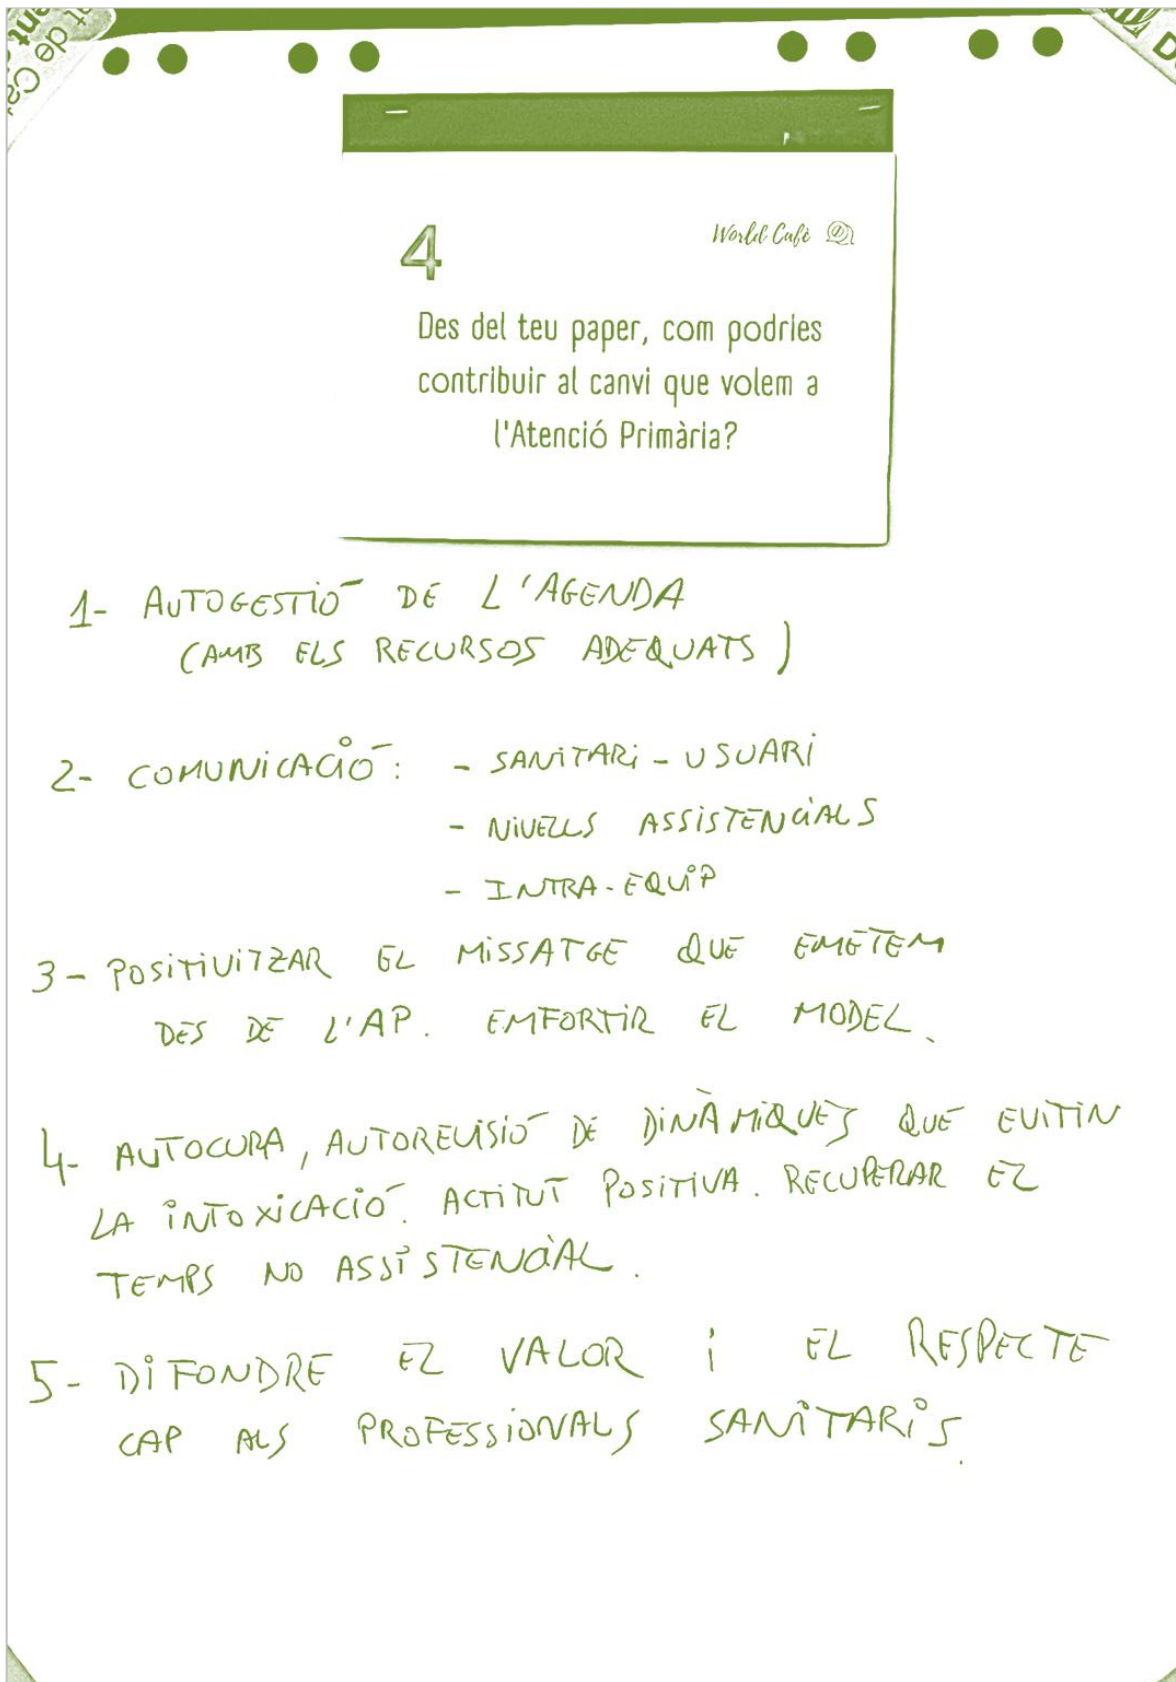 4
World Cafè
Des del teu paper, com podries
contribuir al canvi que volem a
l'Atenció Primària?
1- AUTOGESTIÓ DE L'AGENDA
(AMB ELS RECURSOS ADEQUATS)
2- COMUNICACIÓ: - SANITARI - USUARI
- NIVELLS ASSISTENCIALS
- INTRA-EQUIP
3- POSITIVITZAR EL MISSATGE QUE EMETEM
DES DE L'AP. EMFORTIR EL MODEL.
4- AUTOCURA, AUTOREVISIÓ DE DINÀMIQUES QUE EVITIN
LA INTOXICACIÓ. ACTITUT POSITIVA. RECUPERAR EL
TEMPS NO ASSISTENCIAL.
5- DIFONDRE EL VALOR i EL RESPECTE
CAP ALS PROFESSIONALS SANITARIS.